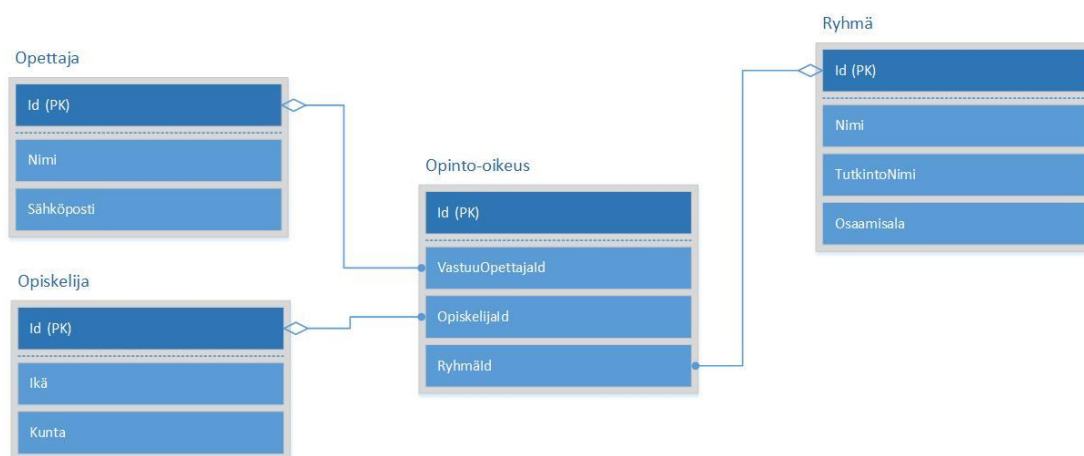 Opettaja
Id (PK)
Nimi
Sähköposti
Opiskelija
Id (PK)
Ikä
Kunta
Opinto-oikeus
Id (PK)
VastuuOpettajaId
OpiskelijaId
RyhmäId
Ryhmä
Id (PK)
Nimi
TutkintoNimi
Osaamisala